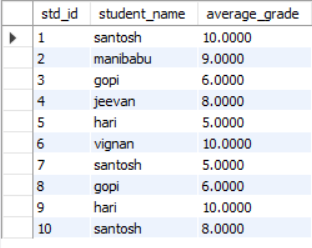 std_id student_name average_grade
1 santosh 10.0000
2 manibabu 9.0000
3 gopi 6.0000
4 jeevan 8.0000
5 hari 5.0000
6 vignan 10.0000
7 santosh 5.0000
8 gopi 6.0000
9 hari 10.0000
10 santosh 8.0000